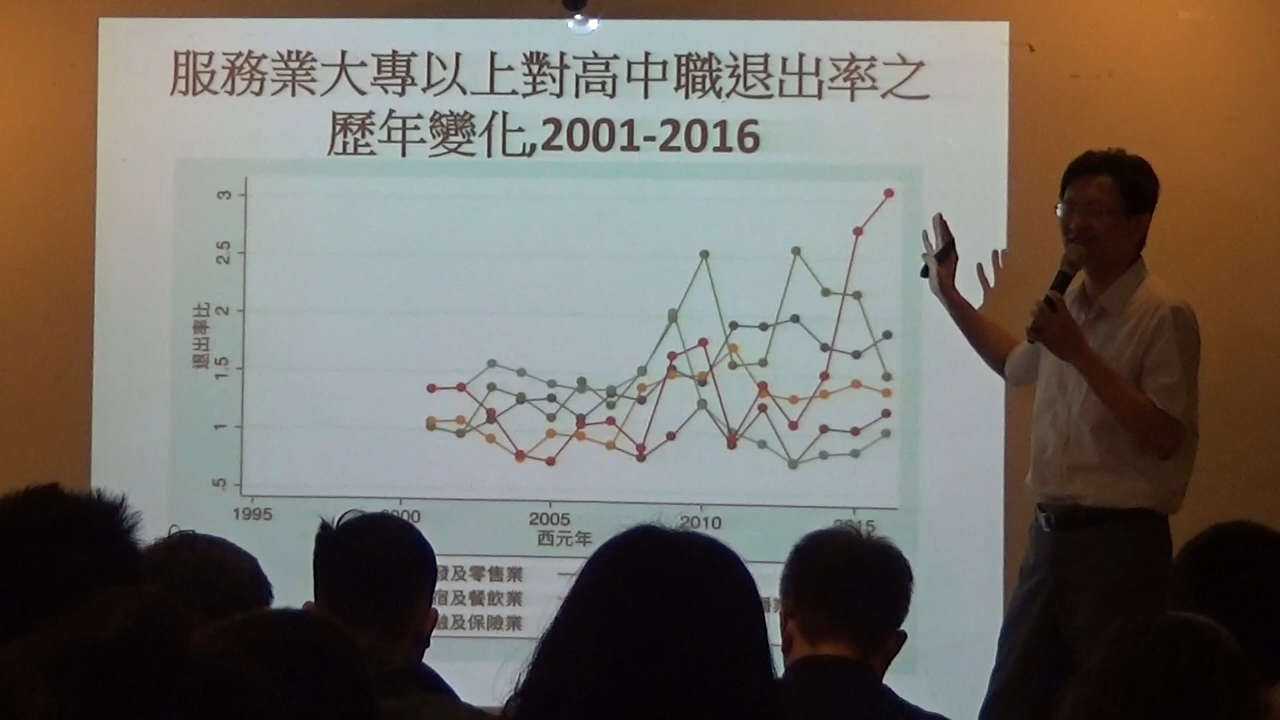 服務業大專以上對高中職退出率之
歷年變化,2001-2016
退出率比
3
2.5
2
1.5
1
.5
1995
2000
2005
2010
2015
西元年
發及零售業
宿及餐飲業
融及保險業